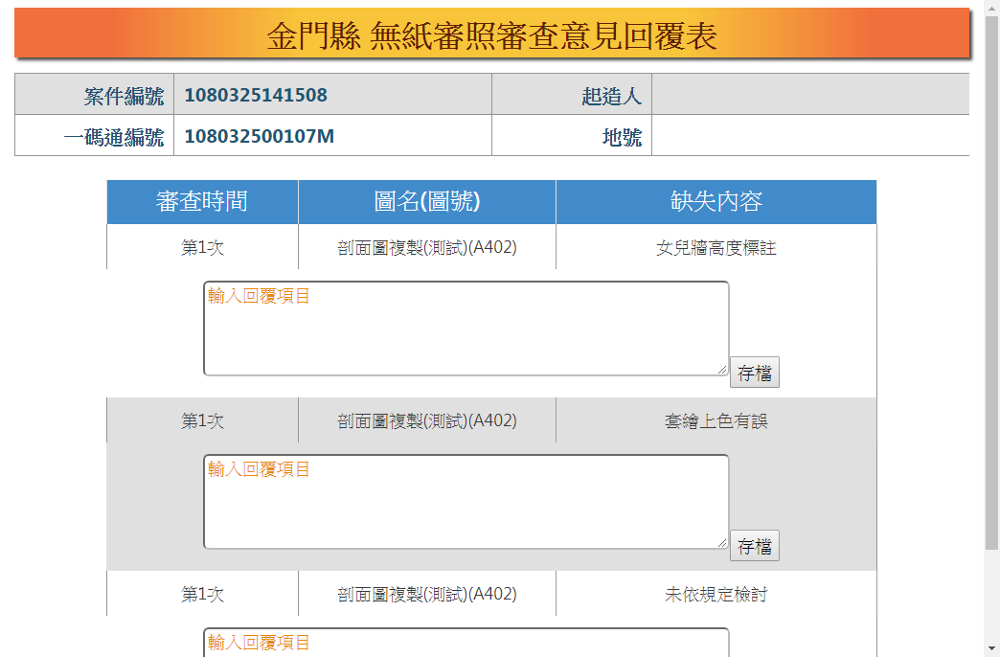 金門縣 無紙審照審查意見回覆表
案件編號 1080325141508 起造人
一碼通編號 108032500107M 地號
審查時間 圖名(圖號) 缺失內容
第1次 剖面圖複製(測試)(A402) 女兒牆高度標註
輸入回覆項目
存檔
第1次 剖面圖複製(測試)(A402) 套繪上色有誤
輸入回覆項目
存檔
第1次 剖面圖複製(測試)(A402) 未依規定檢討
輸入回覆項目